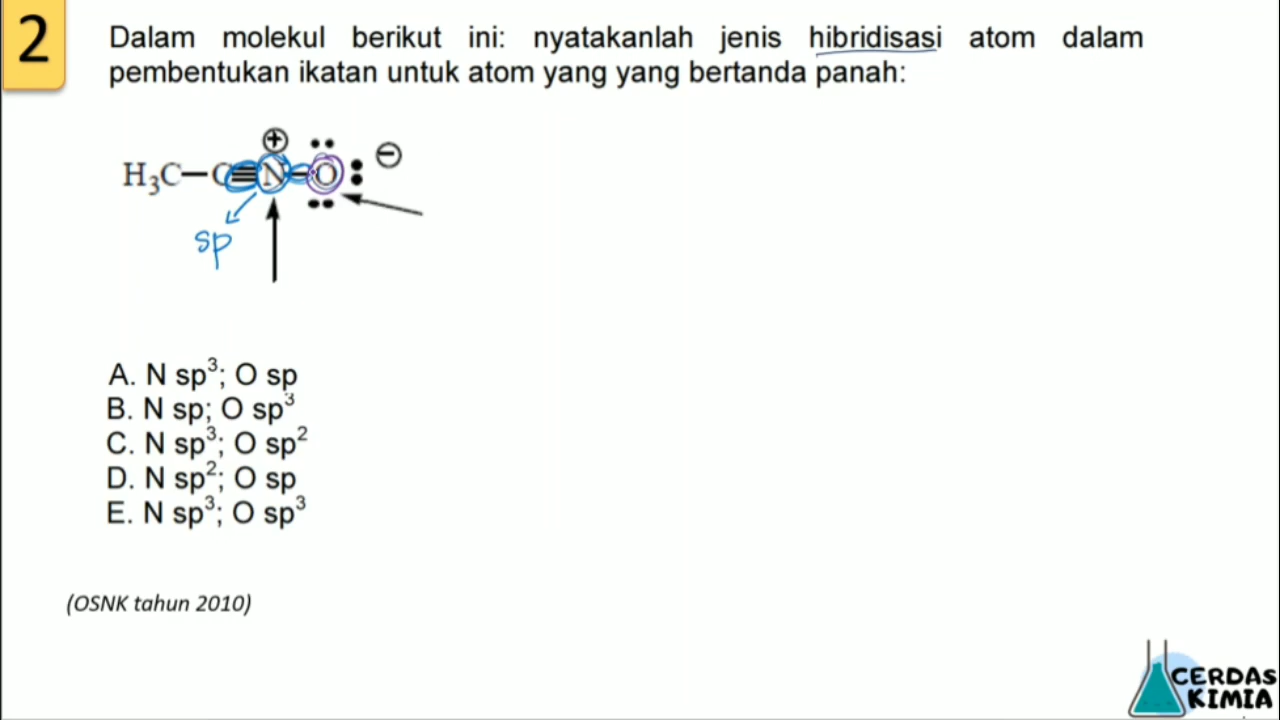 2
Dalam molekul berikut ini: nyatakanlah jenis hibridisasi atom dalam
pembentukan ikatan untuk atom yang yang bertanda panah:
⊕
H₃C–C≡N–O ⊖
sp
A. N sp³; O sp
B. N sp; O sp³
C. N sp³; O sp²
D. N sp²; O sp
E. N sp³; O sp³
(OSNK tahun 2010)
CERDAS
KIMIA